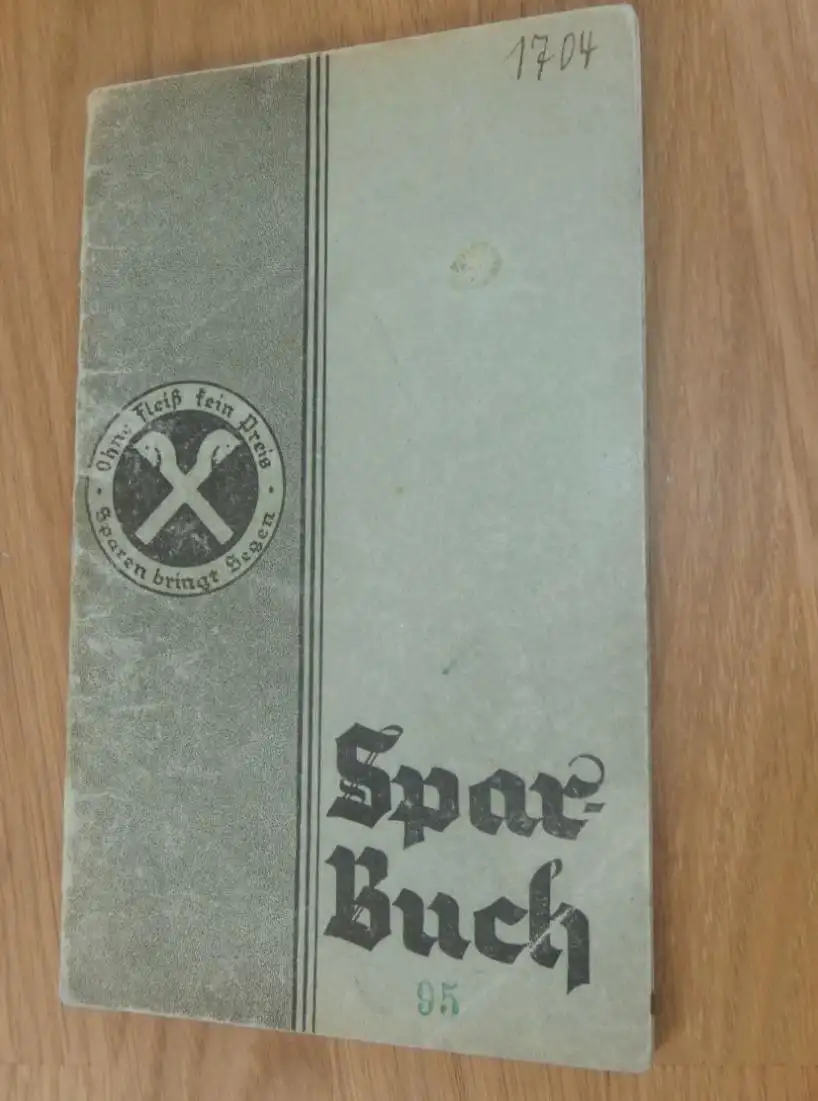 1704
Ohne Fleiß kein Preis
Sparen bringt Segen
Spar-
Buch
95